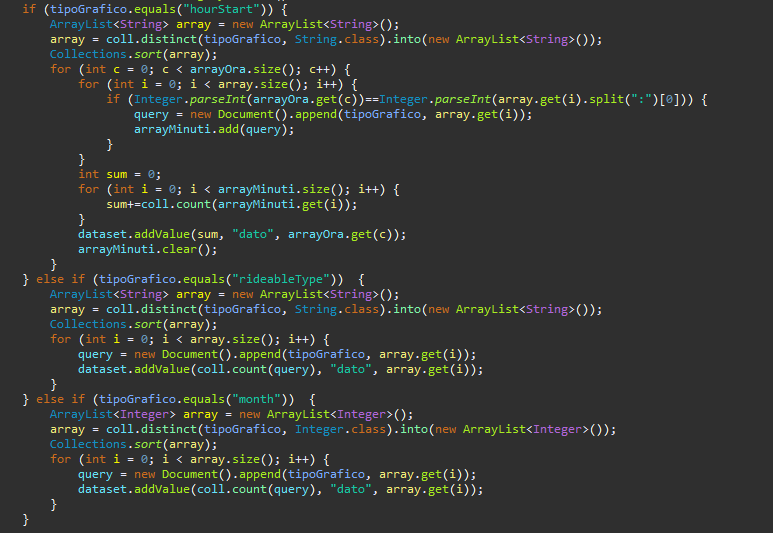 if (tipoGrafico.equals("hourStart")) {
    ArrayList<String> array = new ArrayList<String>();
    array = coll.distinct(tipoGrafico, String.class).into(new ArrayList<String>());
    Collections.sort(array);
    for (int c = 0; c < arrayOra.size(); c++) {
        for (int i = 0; i < array.size(); i++) {
            if (Integer.parseInt(arrayOra.get(c))==Integer.parseInt(array.get(i).split(":")[0])) {
                query = new Document().append(tipoGrafico, array.get(i));
                arrayMinuti.add(query);
            }
        }
        int sum = 0;
        for (int i = 0; i < arrayMinuti.size(); i++) {
            sum+=coll.count(arrayMinuti.get(i));
        }
        dataset.addValue(sum, "dato", arrayOra.get(c));
        arrayMinuti.clear();
    }
} else if (tipoGrafico.equals("rideableType"))  {
    ArrayList<String> array = new ArrayList<String>();
    array = coll.distinct(tipoGrafico, String.class).into(new ArrayList<String>());
    Collections.sort(array);
    for (int i = 0; i < array.size(); i++) {
        query = new Document().append(tipoGrafico, array.get(i));
        dataset.addValue(coll.count(query), "dato", array.get(i));
    }
} else if (tipoGrafico.equals("month"))  {
    ArrayList<Integer> array = new ArrayList<Integer>();
    array = coll.distinct(tipoGrafico, Integer.class).into(new ArrayList<Integer>());
    Collections.sort(array);
    for (int i = 0; i < array.size(); i++) {
        query = new Document().append(tipoGrafico, array.get(i));
        dataset.addValue(coll.count(query), "dato", array.get(i));
    }
}